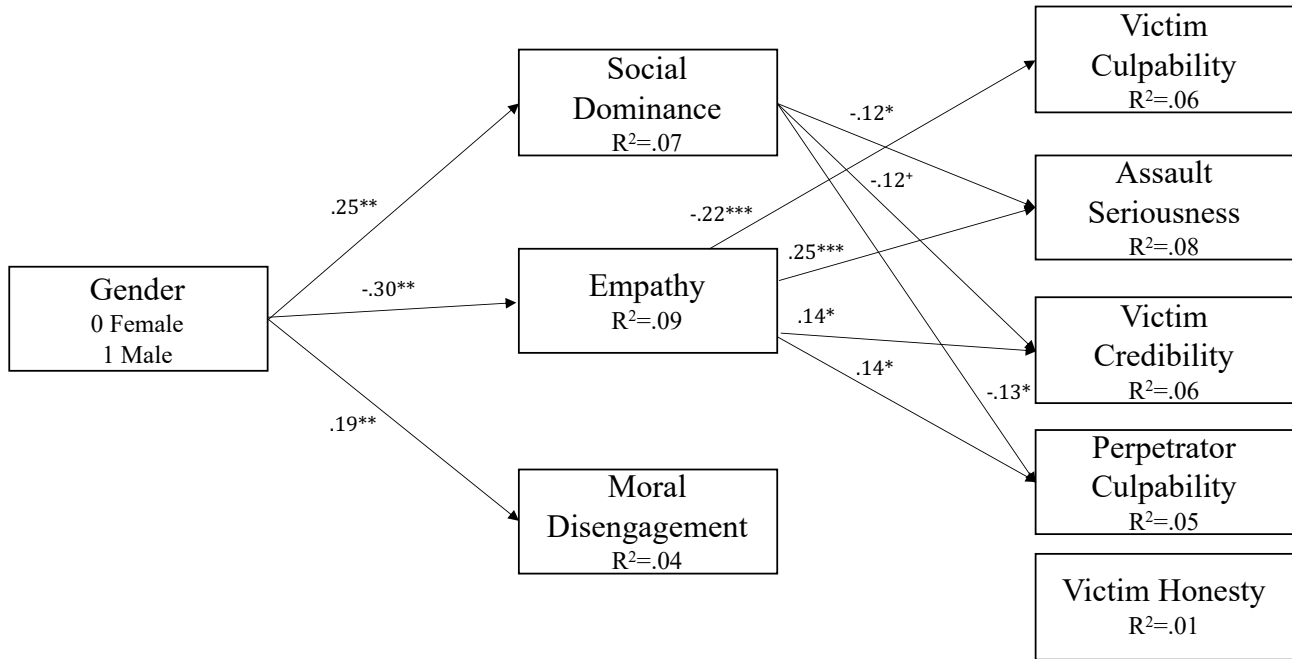 Gender
0 Female
1 Male
.25**
-.30**
.19**
Social
Dominance
R²=.07
Empathy
R²=.09
Moral
Disengagement
R²=.04
-.12*
-.12⁺
-.22***
.25***
.14*
.14*
-.13*
Victim
Culpability
R²=.06
Assault
Seriousness
R²=.08
Victim
Credibility
R²=.06
Perpetrator
Culpability
R²=.05
Victim Honesty
R²=.01